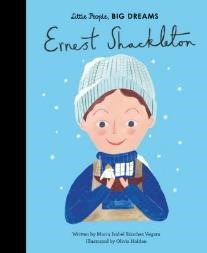 Little People, BIG DREAMS
Ernest Shackleton
Written by Maria Isabel Sánchez Vegara
Illustrated by Olivia Holden